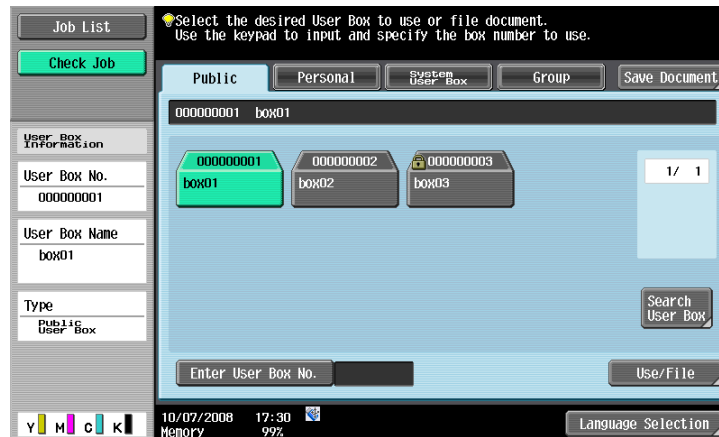 Job List
Check Job
Select the desired User Box to use or file document.
Use the keypad to input and specify the box number to use.
Public
Personal
System
User Box
Group
Save Document
000000001 box01
User Box
Information
User Box No.
000000001
User Box Name
box01
Type
Public
User Box
000000001
box01
000000002
box02
000000003
box03
1/ 1
Search
User Box
Enter User Box No.
Use/File
Y M C K
10/07/2008 17:30
Memory 99%
Language Selection